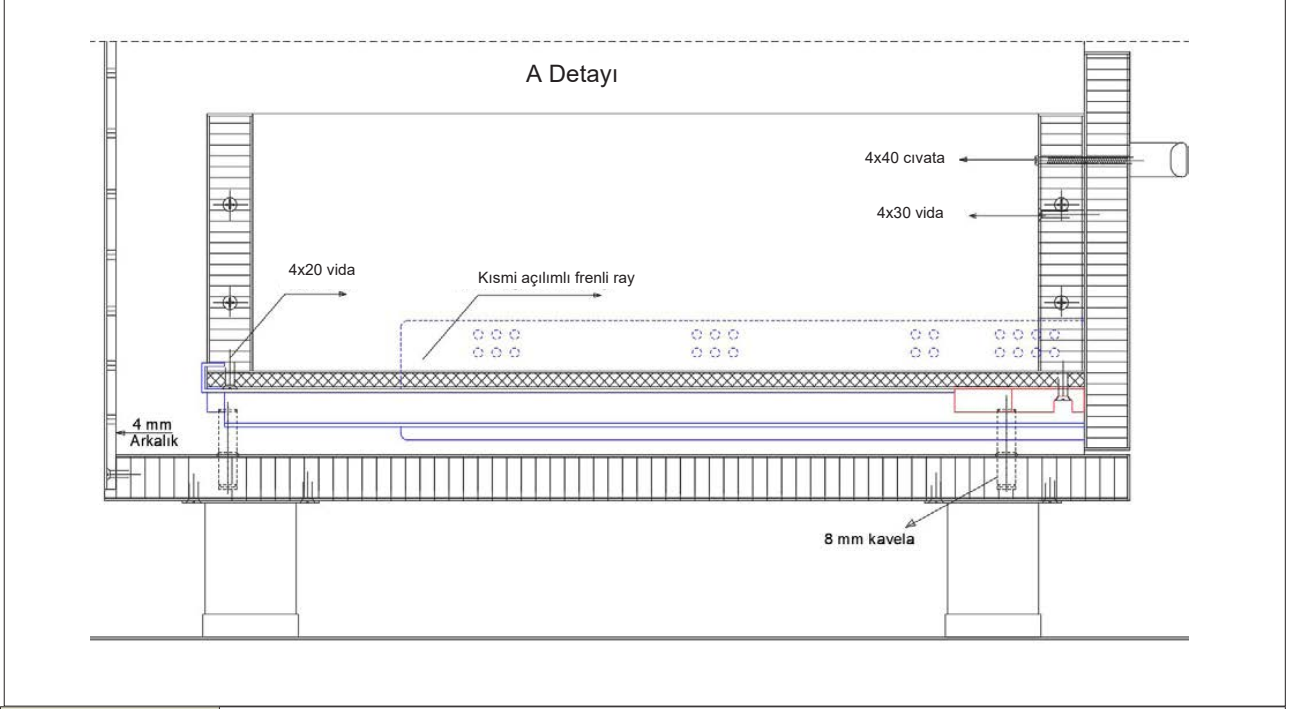 A Detayı
4x40 cıvata
4x30 vida
4x20 vida
Kısmi açılımlı frenli ray
4 mm
Arkalık
8 mm kavela